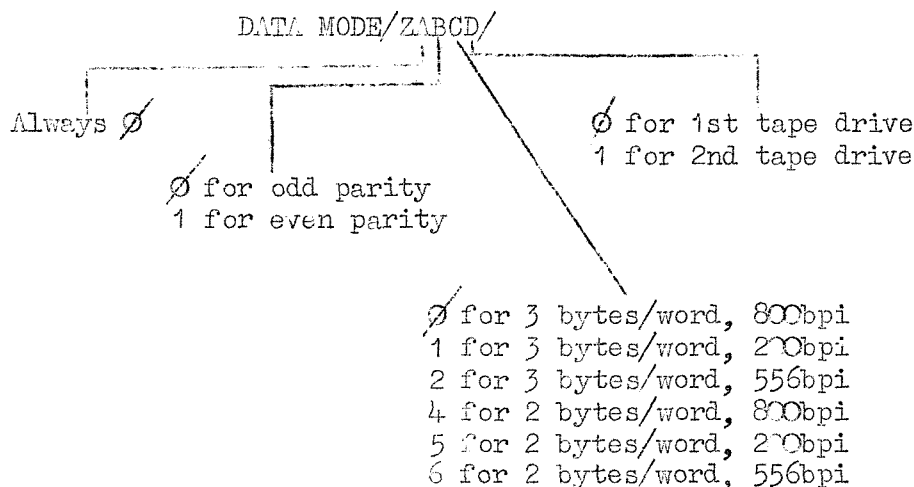 DATA MODE/ZABCD/
Always Ø
Ø for 1st tape drive
1 for 2nd tape drive
Ø for odd parity
1 for even parity
Ø for 3 bytes/word, 800bpi
1 for 3 bytes/word, 200bpi
2 for 3 bytes/word, 556bpi
4 for 2 bytes/word, 800bpi
5 for 2 bytes/word, 200bpi
6 for 2 bytes/word, 556bpi